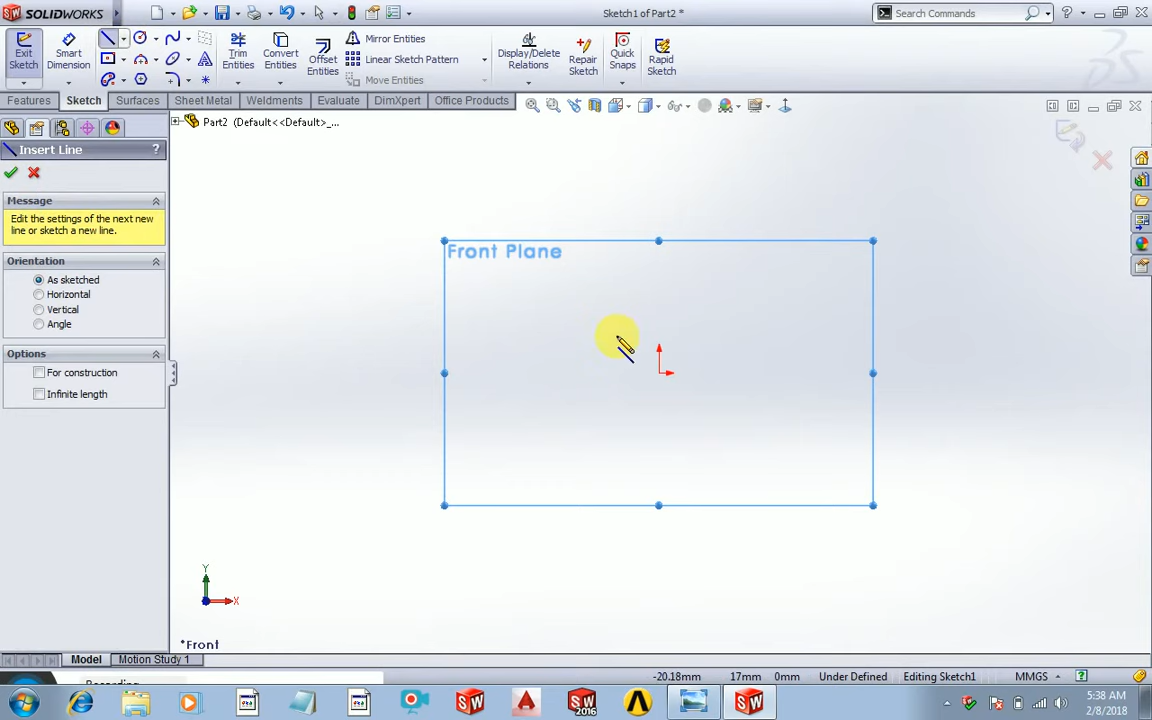 SOLIDWORKS
Sketch1 of Part2 *
Search Commands
Exit Sketch
Smart Dimension
Trim Entities
Convert Entities
Offset Entities
Mirror Entities
Linear Sketch Pattern
Move Entities
Display/Delete Relations
Repair Sketch
Quick Snaps
Rapid Sketch
Features
Sketch
Surfaces
Sheet Metal
Weldments
Evaluate
DimXpert
Office Products
Part2 (Default<<Default>_...
Insert Line
?
Message
Edit the settings of the next new
line or sketch a new line.
Orientation
As sketched
Horizontal
Vertical
Angle
Options
For construction
Infinite length
Front Plane
Y
X
*Front
Model
Motion Study 1
-20.18mm
17mm
0mm
Under Defined
Editing Sketch1
MMGS
5:38 AM
2/8/2018